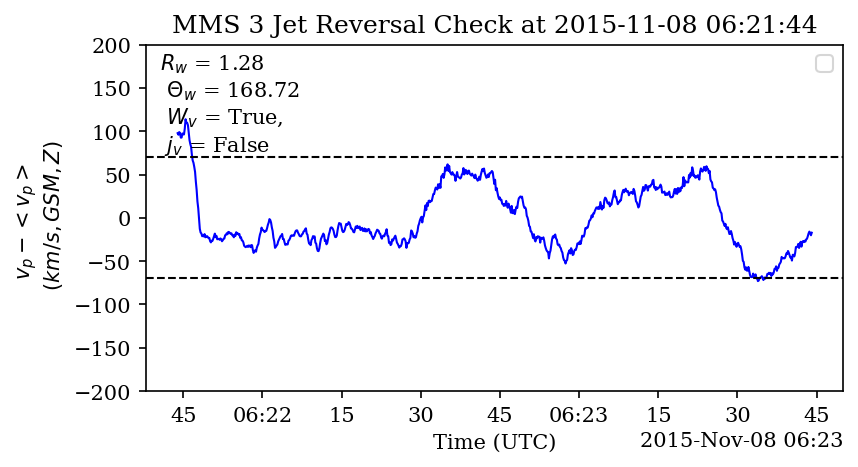 MMS 3 Jet Reversal Check at 2015-11-08 06:21:44
200
150
100
50
0
−50
−100
−150
−200
v_p − < v_p >
(km/s, GSM, Z)
R_w = 1.28
Θ_w = 168.72
W_v = True,
j_v = False
45 06:22 15 30 45 06:23 15 30 45
Time (UTC)
2015-Nov-08 06:23